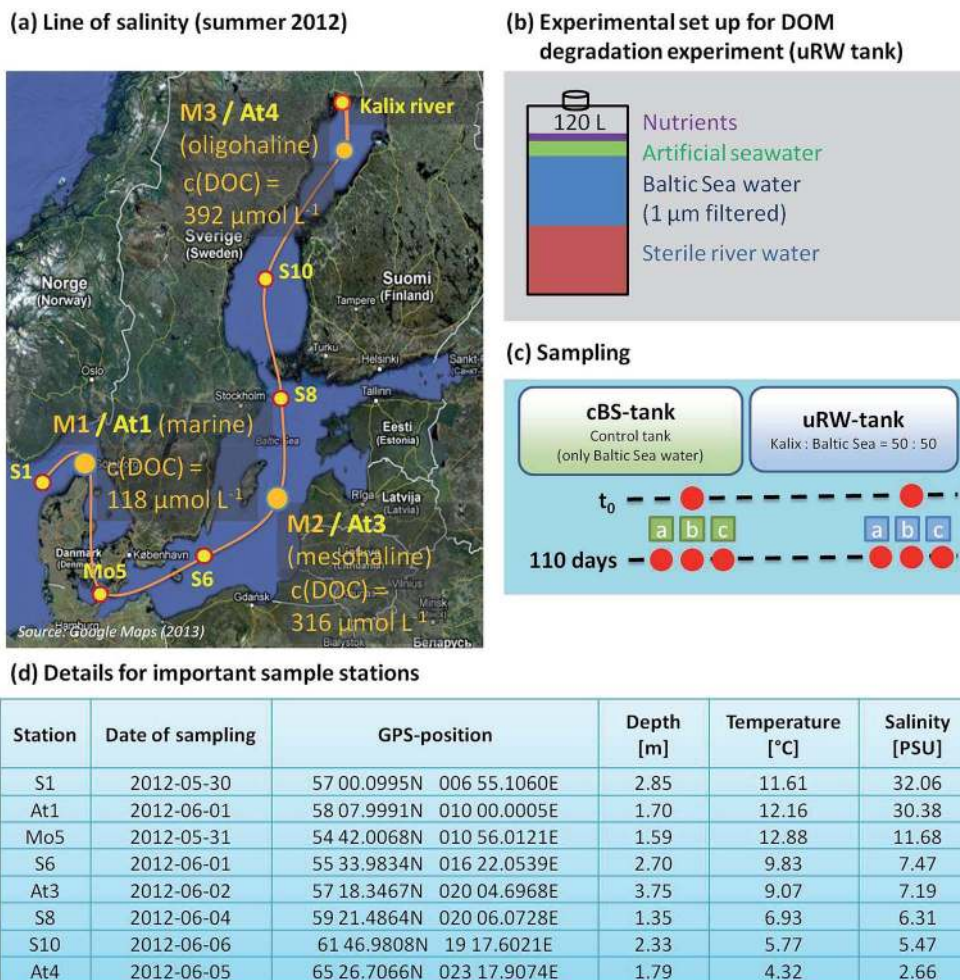 (a) Line of salinity (summer 2012)
M3 / At4
(oligohaline)
c(DOC) =
392 µmol L⁻¹
Kalix river
Sverige
(Sweden)
Norge
(Norway)
S10
Suomi
(Finland)
Tampere
Turku
Helsinki
Sankt-
Oslo
Stockholm
S8
Tallinn
M1 / At1 (marine)
Baltic Sea
Eesti
(Estonia)
S1
c(DOC) =
118 µmol L⁻¹
Rīga Latvija
(Latvia)
M2 / At3
(mesohaline)
c(DOC) =
316 µmol L⁻¹
Danmark
København
Mo5
S6
Vilnius
Gdańsk
Minsk
Hamburg
Source: Google Maps (2013)
Białystok
Беларусь
(b) Experimental set up for DOM
degradation experiment (uRW tank)
120 L
Nutrients
Artificial seawater
Baltic Sea water
(1 µm filtered)
Sterile river water
(c) Sampling
cBS-tank
Control tank
(only Baltic Sea water)
uRW-tank
Kalix : Baltic Sea = 50 : 50
t₀
a b c a b c
110 days
(d) Details for important sample stations
Station Date of sampling GPS-position Depth [m] Temperature [°C] Salinity [PSU]
S1 2012-05-30 57 00.0995N 006 55.1060E 2.85 11.61 32.06
At1 2012-06-01 58 07.9991N 010 00.0005E 1.70 12.16 30.38
Mo5 2012-05-31 54 42.0068N 010 56.0121E 1.59 12.88 11.68
S6 2012-06-01 55 33.9834N 016 22.0539E 2.70 9.83 7.47
At3 2012-06-02 57 18.3467N 020 04.6968E 3.75 9.07 7.19
S8 2012-06-04 59 21.4864N 020 06.0728E 1.35 6.93 6.31
S10 2012-06-06 61 46.9808N 19 17.6021E 2.33 5.77 5.47
At4 2012-06-05 65 26.7066N 023 17.9074E 1.79 4.32 2.66